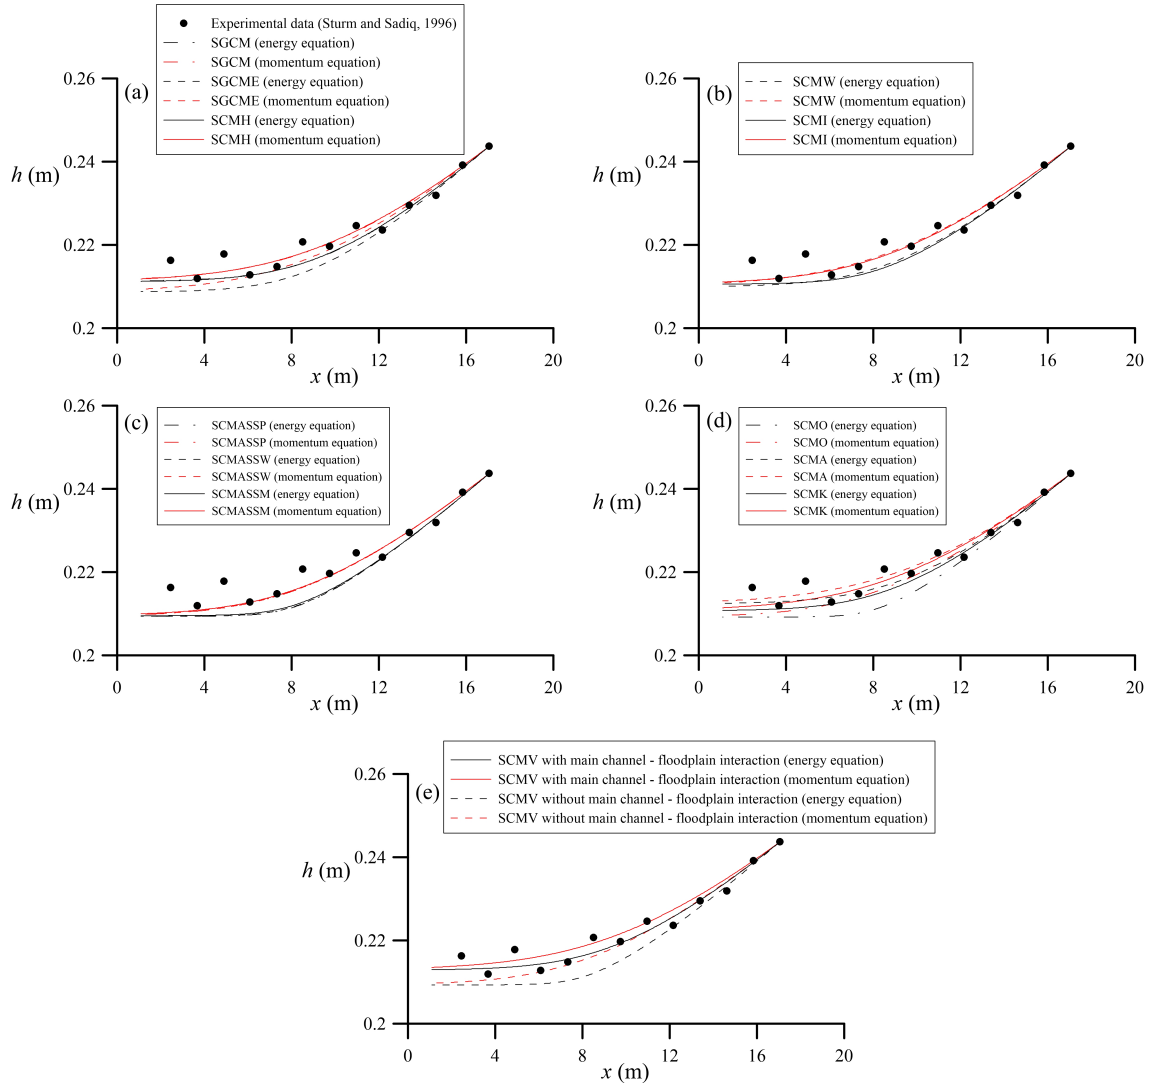 Experimental data (Sturm and Sadiq, 1996)
SGCM (energy equation)
SGCM (momentum equation)
SGCME (energy equation)
SGCME (momentum equation)
SCMH (energy equation)
SCMH (momentum equation)
(a)
0.26
0.24
h (m)
0.22
0.2
0 4 8 12 16 20
x (m)
SCMW (energy equation)
SCMW (momentum equation)
SCMI (energy equation)
SCMI (momentum equation)
(b)
0.26
0.24
h (m)
0.22
0.2
0 4 8 12 16 20
x (m)
SCMASSP (energy equation)
SCMASSP (momentum equation)
SCMASSW (energy equation)
SCMASSW (momentum equation)
SCMASSM (energy equation)
SCMASSM (momentum equation)
(c)
0.26
0.24
h (m)
0.22
0.2
0 4 8 12 16 20
x (m)
SCMO (energy equation)
SCMO (momentum equation)
SCMA (energy equation)
SCMA (momentum equation)
SCMK (energy equation)
SCMK (momentum equation)
(d)
0.26
0.24
h (m)
0.22
0.2
0 4 8 12 16 20
x (m)
SCMV with main channel - floodplain interaction (energy equation)
SCMV with main channel - floodplain interaction (momentum equation)
SCMV without main channel - floodplain interaction (energy equation)
SCMV without main channel - floodplain interaction (momentum equation)
(e)
0.26
0.24
h (m)
0.22
0.2
0 4 8 12 16 20
x (m)